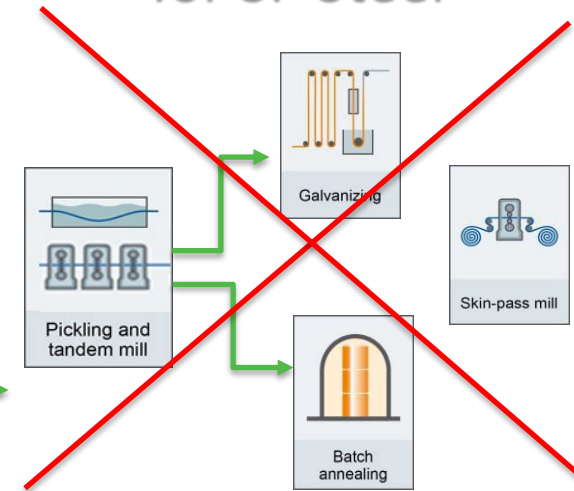 Galvanizing
Skin-pass mill
Pickling and
tandem mill
Batch
annealing